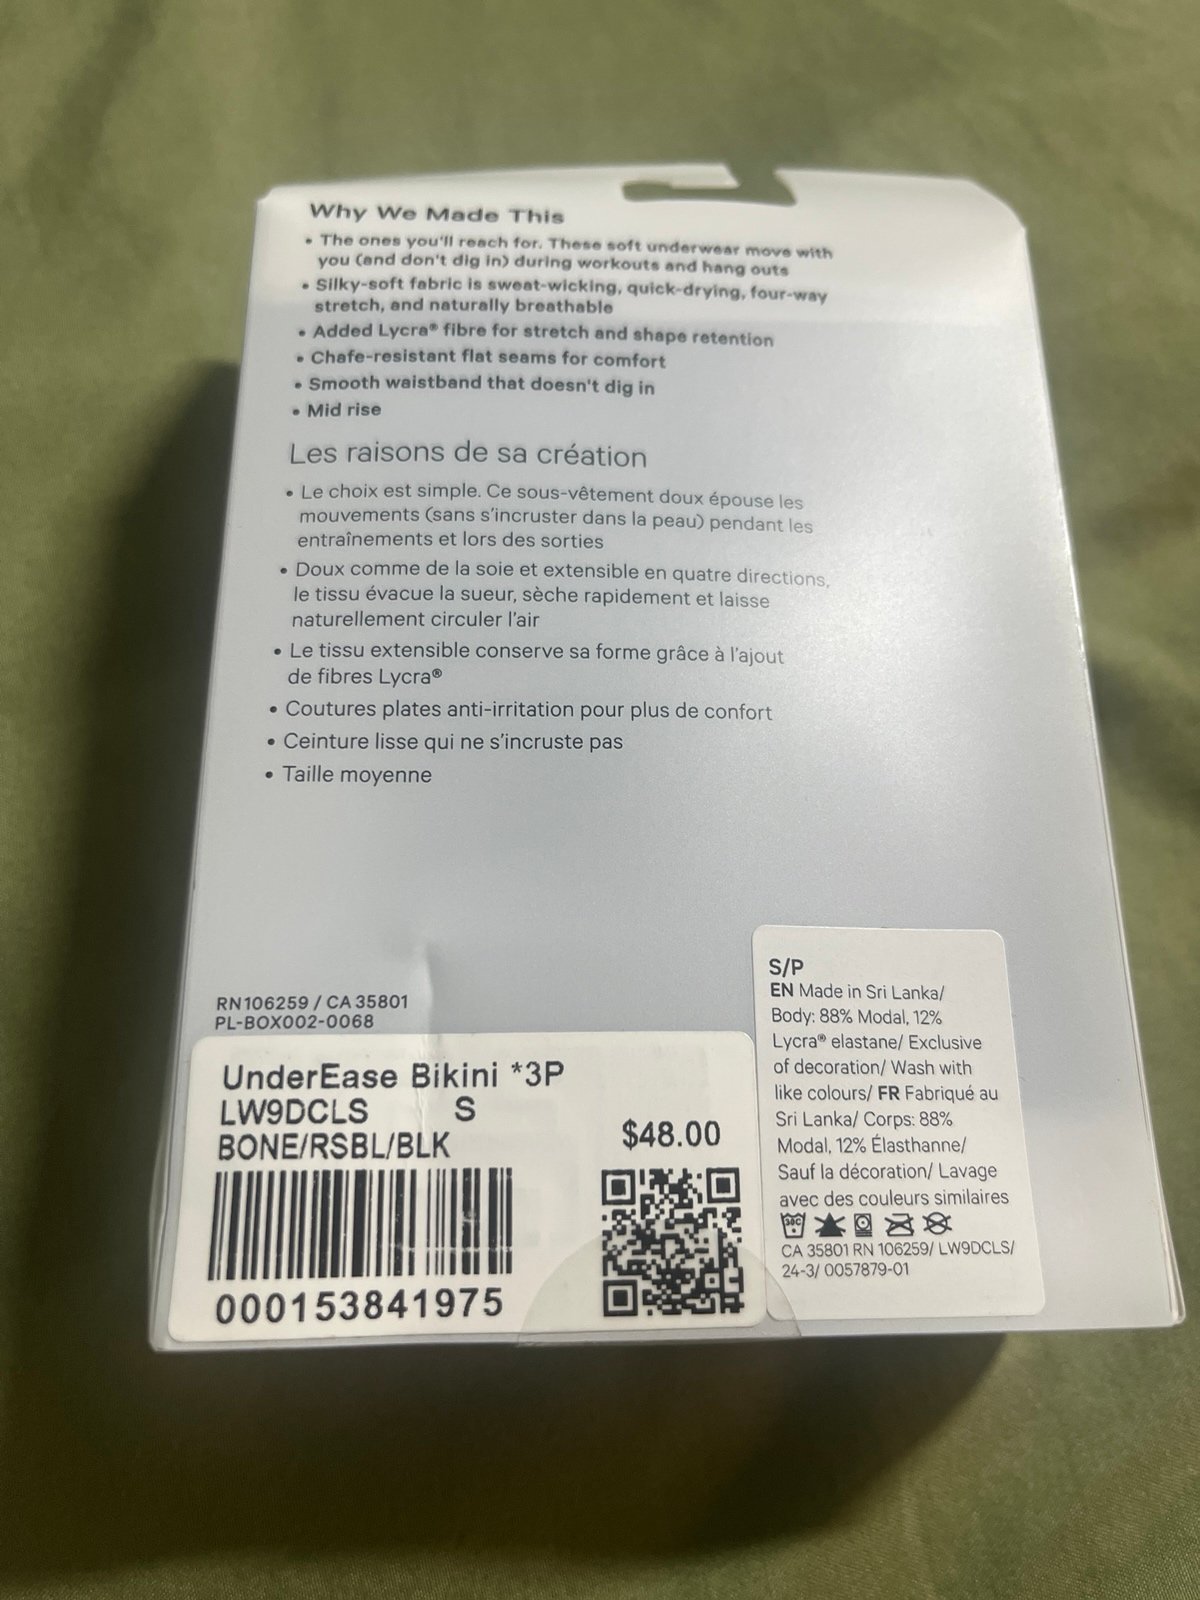 Why We Made This
• The ones you'll reach for. These soft underwear move with
you (and don't dig in) during workouts and hang outs
• Silky-soft fabric is sweat-wicking, quick-drying, four-way
stretch, and naturally breathable
• Added Lycra® fibre for stretch and shape retention
• Chafe-resistant flat seams for comfort
• Smooth waistband that doesn't dig in
• Mid rise
Les raisons de sa création
• Le choix est simple. Ce sous-vêtement doux épouse les
mouvements (sans s'incruster dans la peau) pendant les
entraînements et lors des sorties
• Doux comme de la soie et extensible en quatre directions,
le tissu évacue la sueur, sèche rapidement et laisse
naturellement circuler l'air
• Le tissu extensible conserve sa forme grâce à l'ajout
de fibres Lycra®
• Coutures plates anti-irritation pour plus de confort
• Ceinture lisse qui ne s'incruste pas
• Taille moyenne
RN106259 / CA 35801
PL-BOX002-0068
UnderEase Bikini *3P
LW9DCLS S
BONE/RSBL/BLK
$48.00
000153841975
S/P
EN Made in Sri Lanka/
Body: 88% Modal, 12%
Lycra® elastane/ Exclusive
of decoration/ Wash with
like colours/ FR Fabriqué au
Sri Lanka/ Corps: 88%
Modal, 12% Élasthanne/
Sauf la décoration/ Lavage
avec des couleurs similaires
30C
CA 35801 RN 106259/ LW9DCLS/
24-3/ 0057879-01